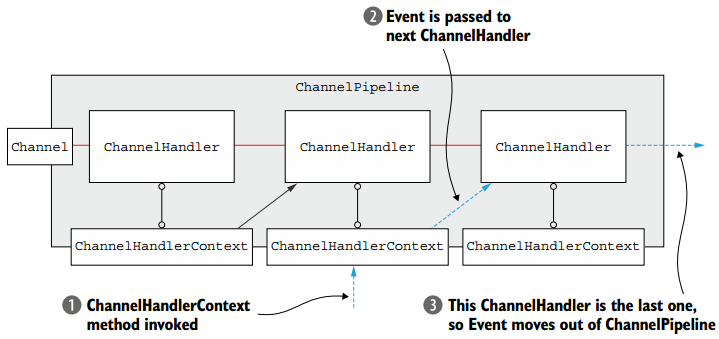 ❷ Event is passed to
next ChannelHandler
ChannelPipeline
Channel
ChannelHandler
ChannelHandler
ChannelHandler
ChannelHandlerContext
ChannelHandlerContext
ChannelHandlerContext
❶ ChannelHandlerContext
method invoked
❸ This ChannelHandler is the last one,
so Event moves out of ChannelPipeline